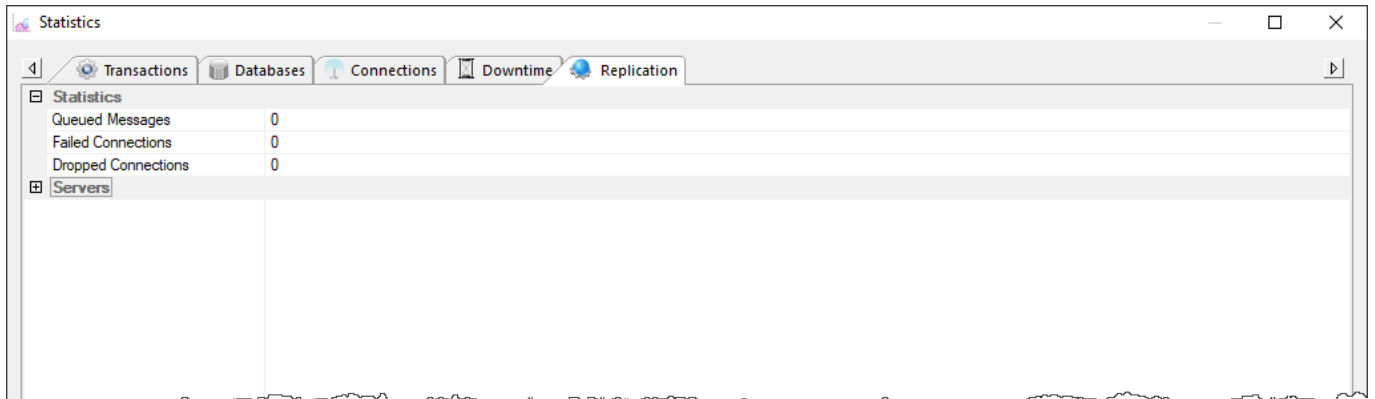 Statistics
Transactions Databases Connections Downtime Replication
Statistics
Queued Messages 0
Failed Connections 0
Dropped Connections 0
Servers